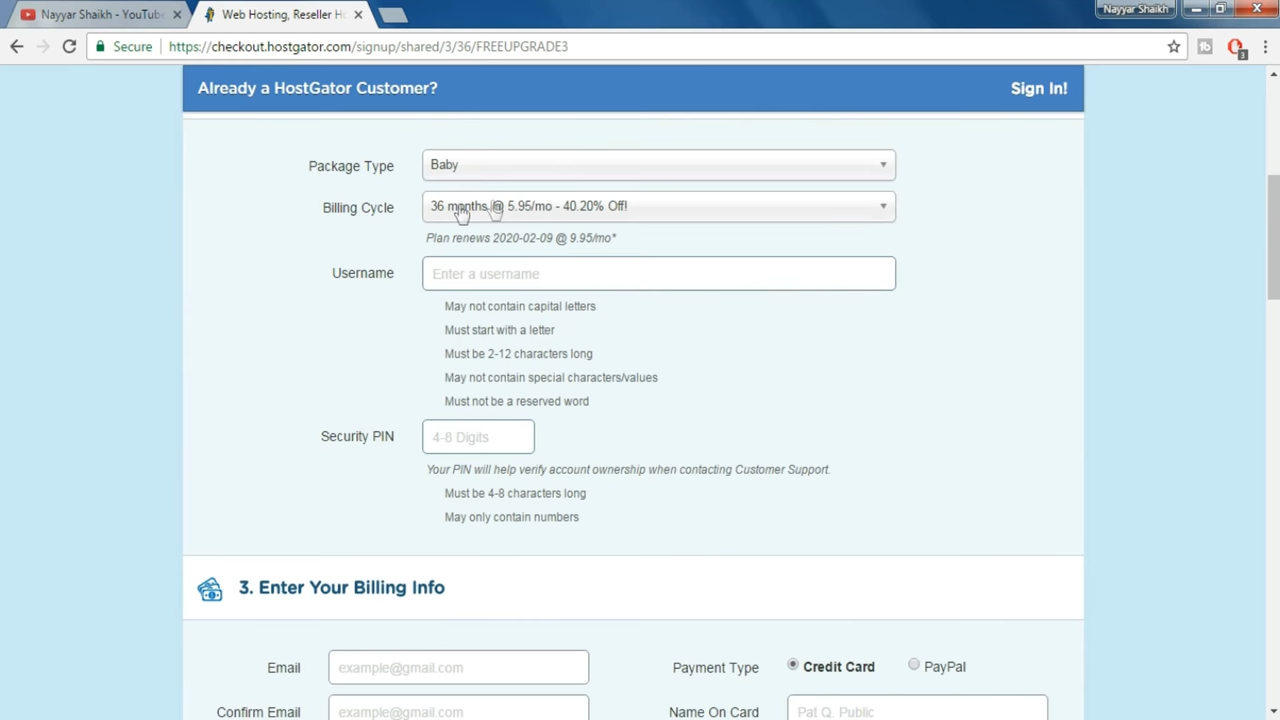 Nayyar Shaikh - YouTube
Web Hosting, Reseller Ho
Nayyar Shaikh
Secure
https://checkout.hostgator.com/signup/shared/3/36/FREEUPGRADE3
3
Already a HostGator Customer?
Sign In!
Package Type
Baby
Billing Cycle
36 months @ 5.95/mo - 40.20% Off!
Plan renews 2020-02-09 @ 9.95/mo*
Username
Enter a username
May not contain capital letters
Must start with a letter
Must be 2-12 characters long
May not contain special characters/values
Must not be a reserved word
Security PIN
4-8 Digits
Your PIN will help verify account ownership when contacting Customer Support.
Must be 4-8 characters long
May only contain numbers
3. Enter Your Billing Info
Email
example@gmail.com
Payment Type
Credit Card
PayPal
Confirm Email
example@gmail.com
Name On Card
Pat Q. Public